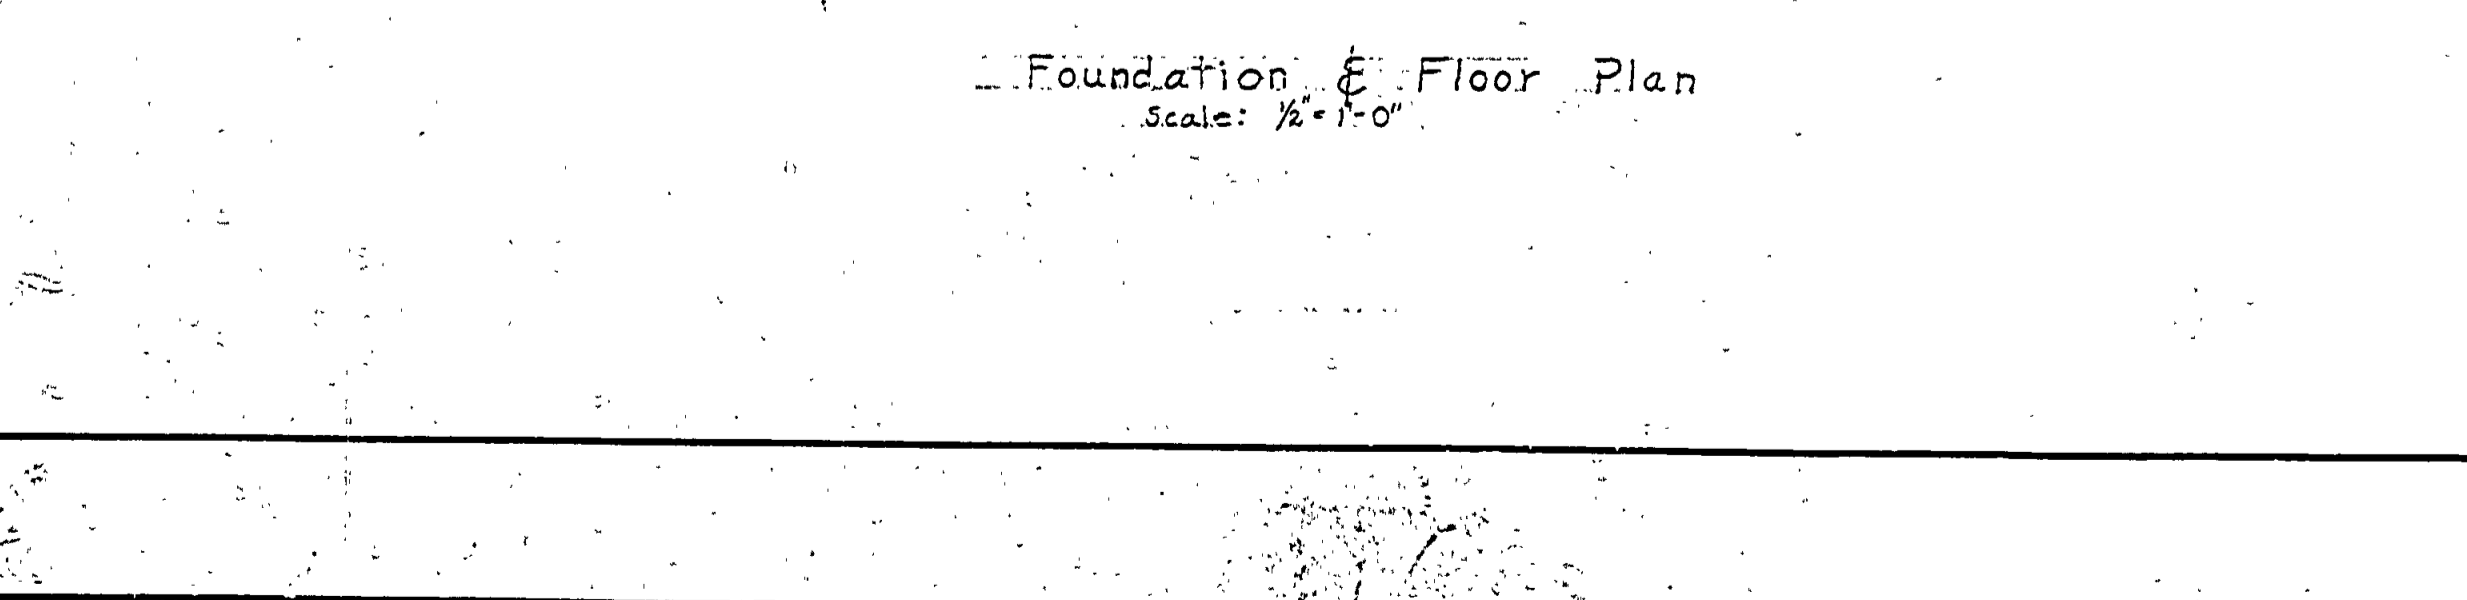 Foundation & Floor Plan
Scale: ½" = 1'-0"